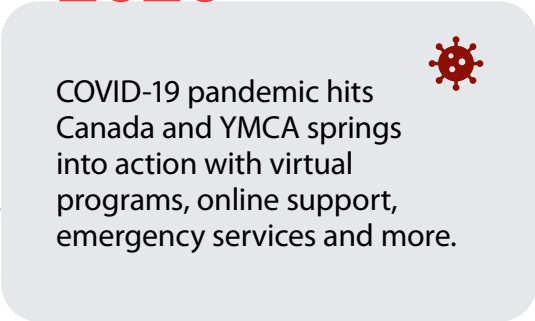 COVID-19 pandemic hits
Canada and YMCA springs
into action with virtual
programs, online support,
emergency services and more.